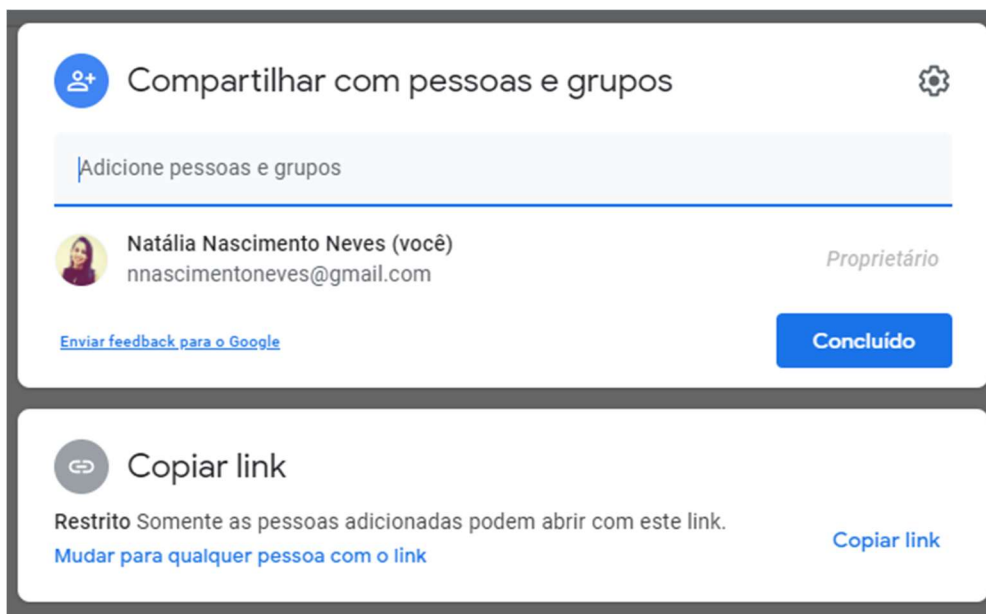 Compartilhar com pessoas e grupos
Adicione pessoas e grupos
Natália Nascimento Neves (você)
nnascimentoneves@gmail.com
Proprietário
Enviar feedback para o Google
Concluído
Copiar link
Restrito Somente as pessoas adicionadas podem abrir com este link.
Mudar para qualquer pessoa com o link
Copiar link